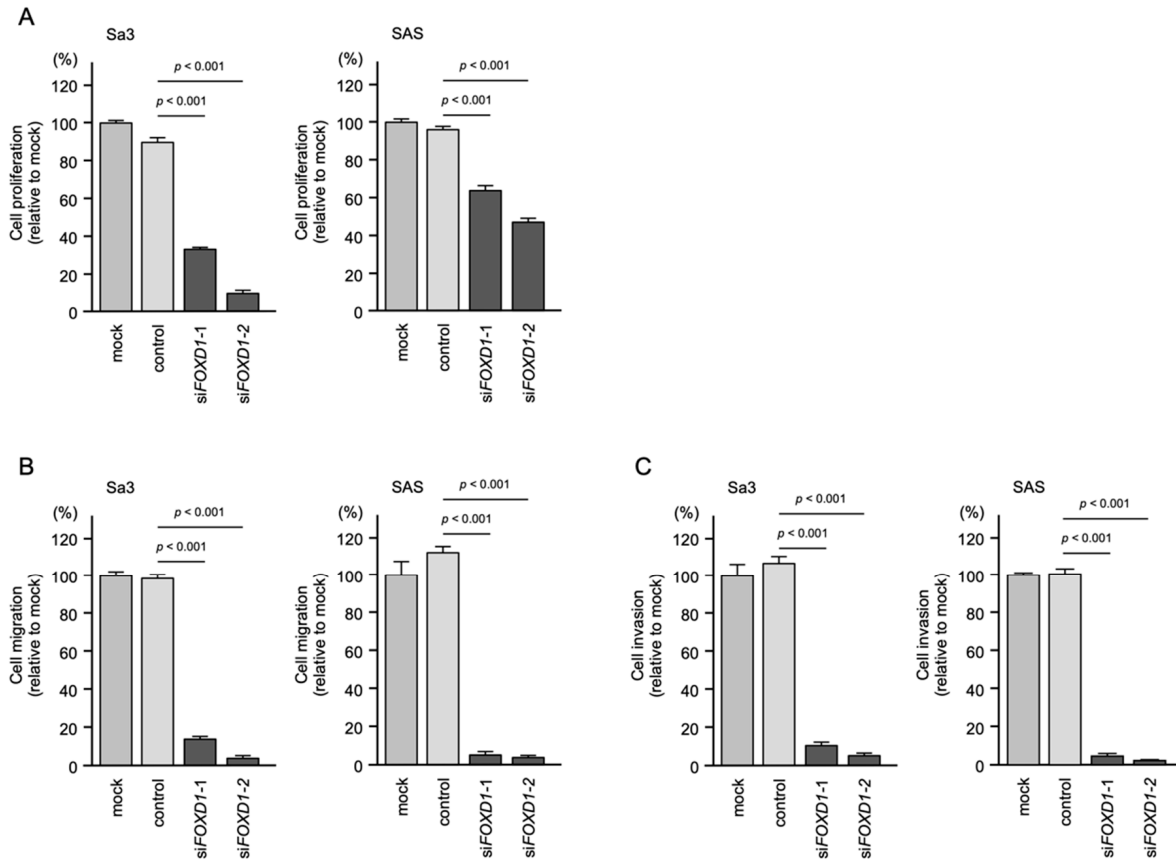 A
Sa3
(%)
p < 0.001
p < 0.001
120
100
80
60
40
20
0
Cell proliferation
(relative to mock)
mock
control
siFOXD1-1
siFOXD1-2
SAS
(%)
p < 0.001
p < 0.001
120
100
80
60
40
20
0
Cell proliferation
(relative to mock)
mock
control
siFOXD1-1
siFOXD1-2
B
Sa3
(%)
p < 0.001
p < 0.001
120
100
80
60
40
20
0
Cell migration
(relative to mock)
mock
control
siFOXD1-1
siFOXD1-2
SAS
(%)
p < 0.001
p < 0.001
120
100
80
60
40
20
0
Cell migration
(relative to mock)
mock
control
siFOXD1-1
siFOXD1-2
C
Sa3
(%)
p < 0.001
p < 0.001
120
100
80
60
40
20
0
Cell invasion
(relative to mock)
mock
control
siFOXD1-1
siFOXD1-2
SAS
(%)
p < 0.001
p < 0.001
120
100
80
60
40
20
0
Cell invasion
(relative to mock)
mock
control
siFOXD1-1
siFOXD1-2